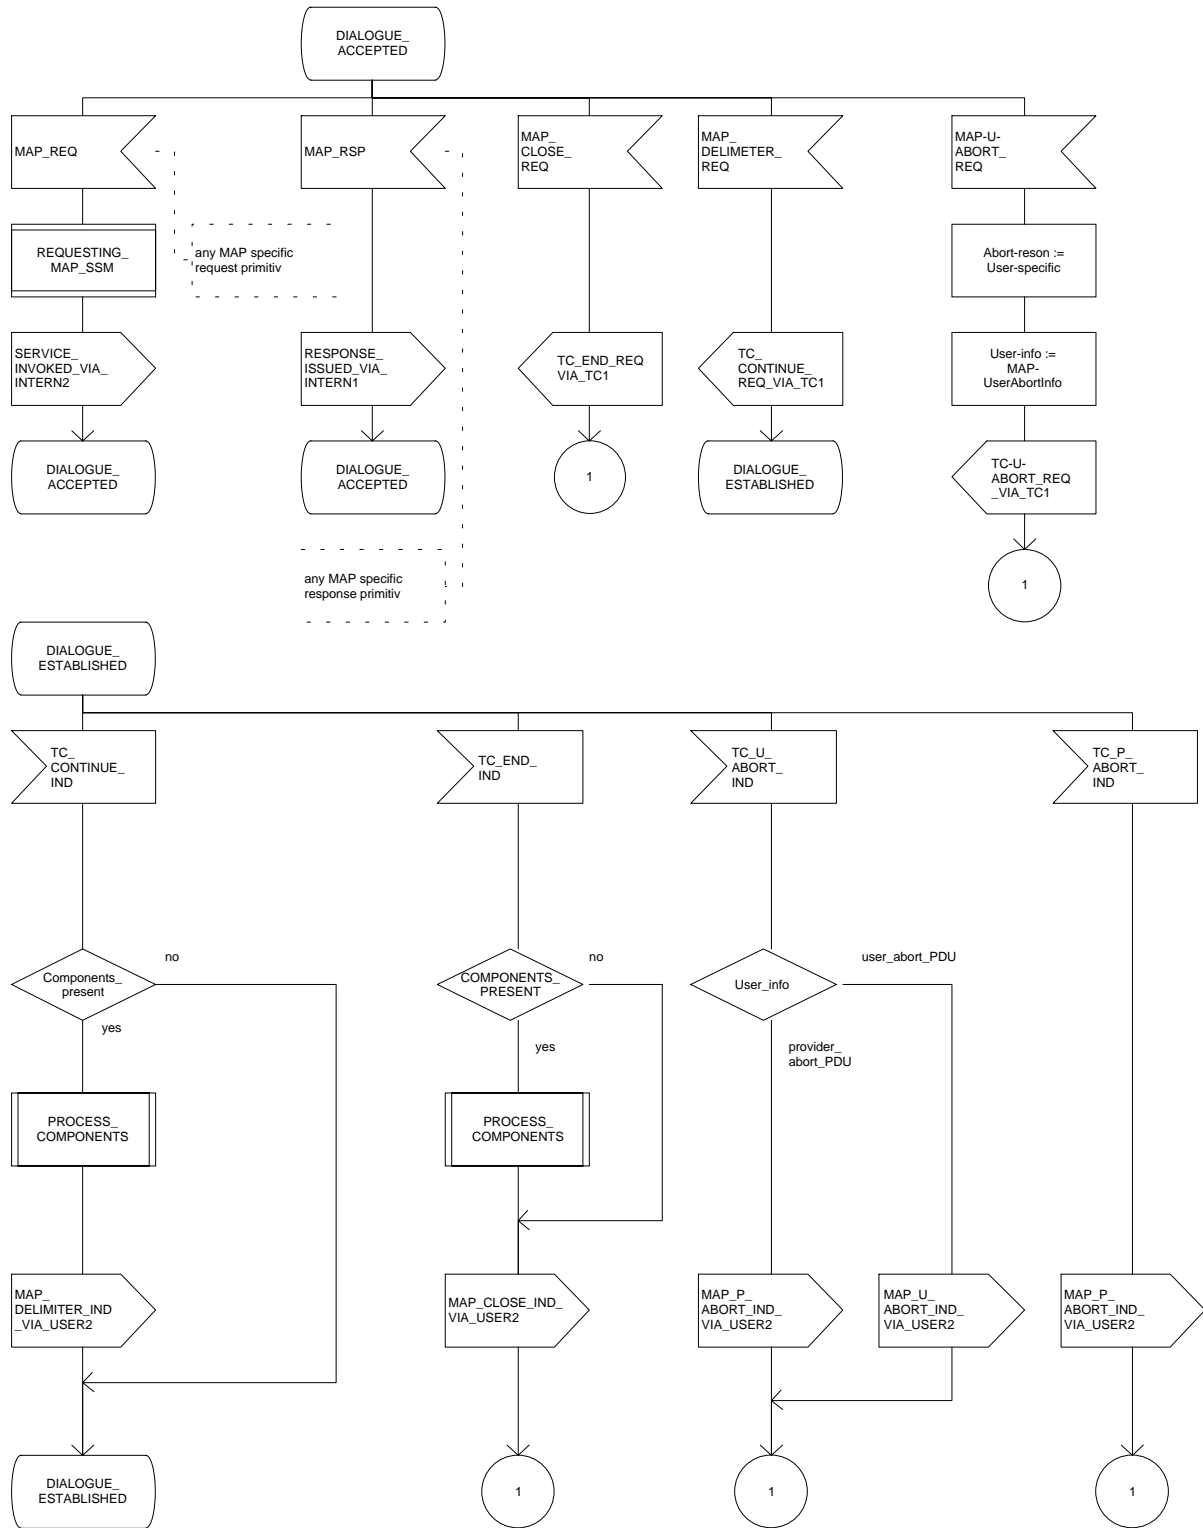 DIALOGUE_
ACCEPTED
MAP_REQ
MAP_RSP
MAP_
CLOSE_
REQ
MAP_
DELIMETER_
REQ
MAP-U-
ABORT_
REQ
REQUESTING_
MAP_SSM
any MAP specific
request primitiv
Abort-reson :=
User-specific
SERVICE_
INVOKED_VIA_
INTERN2
RESPONSE_
ISSUED_VIA_
INTERN1
TC_END_REQ
VIA_TC1
TC_
CONTINUE_
REQ_VIA_TC1
User-info :=
MAP-
UserAbortInfo
DIALOGUE_
ACCEPTED
DIALOGUE_
ACCEPTED
1
DIALOGUE_
ESTABLISHED
TC-U-
ABORT_REQ
_VIA_TC1
any MAP specific
response primitiv
1
DIALOGUE_
ESTABLISHED
TC_
CONTINUE_
IND
TC_END_
IND
TC_U_
ABORT_
IND
TC_P_
ABORT_
IND
Components_
present
no
yes
COMPONENTS_
PRESENT
no
yes
User_info
user_abort_PDU
provider_
abort_PDU
PROCESS_
COMPONENTS
PROCESS_
COMPONENTS
MAP_
DELIMITER_IND
_VIA_USER2
MAP_CLOSE_IND_
VIA_USER2
MAP_P_
ABORT_IND_
VIA_USER2
MAP_U_
ABORT_IND_
VIA_USER2
MAP_P_
ABORT_IND_
VIA_USER2
DIALOGUE_
ESTABLISHED
1
1
1